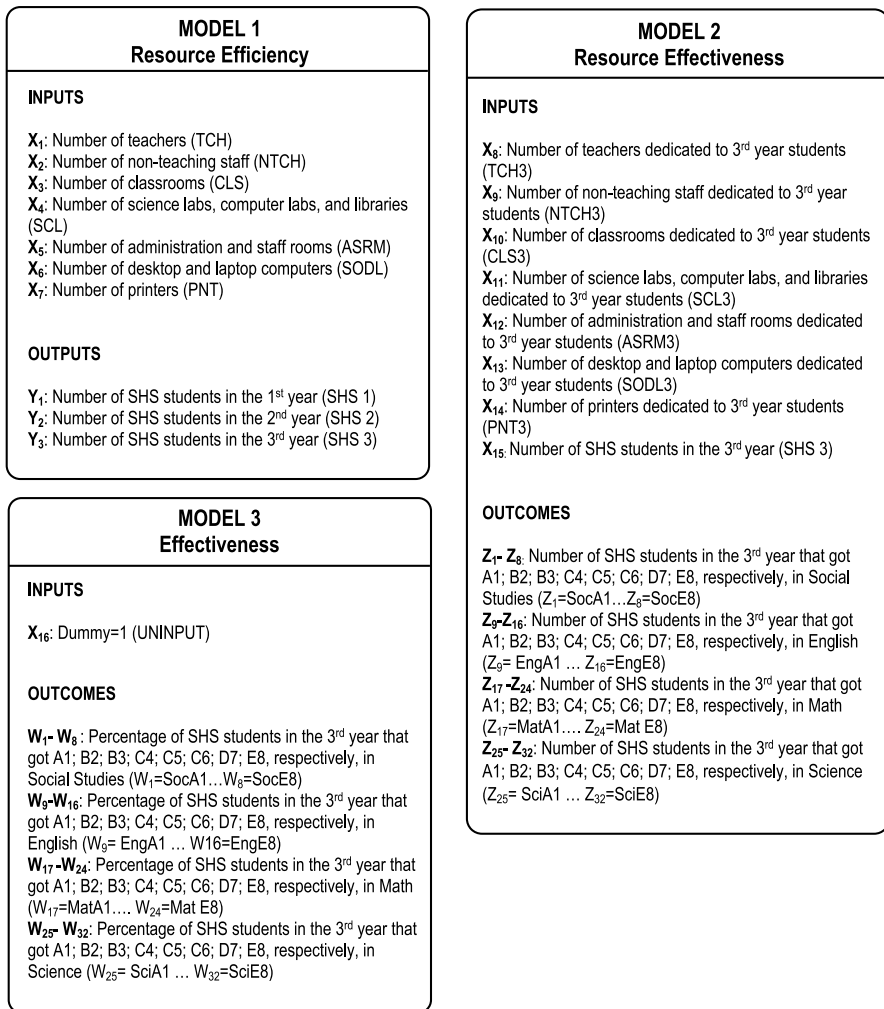 MODEL 1
Resource Efficiency
INPUTS
X1: Number of teachers (TCH)
X2: Number of non-teaching staff (NTCH)
X3: Number of classrooms (CLS)
X4: Number of science labs, computer labs, and libraries
(SCL)
X5: Number of administration and staff rooms (ASRM)
X6: Number of desktop and laptop computers (SODL)
X7: Number of printers (PNT)
OUTPUTS
Y1: Number of SHS students in the 1st year (SHS 1)
Y2: Number of SHS students in the 2nd year (SHS 2)
Y3: Number of SHS students in the 3rd year (SHS 3)
MODEL 2
Resource Effectiveness
INPUTS
X8: Number of teachers dedicated to 3rd year students
(TCH3)
X9: Number of non-teaching staff dedicated to 3rd year
students (NTCH3)
X10: Number of classrooms dedicated to 3rd year students
(CLS3)
X11: Number of science labs, computer labs, and libraries
dedicated to 3rd year students (SCL3)
X12: Number of administration and staff rooms dedicated
to 3rd year students (ASRM3)
X13: Number of desktop and laptop computers dedicated
to 3rd year students (SODL3)
X14: Number of printers dedicated to 3rd year students
(PNT3)
X15: Number of SHS students in the 3rd year (SHS 3)
OUTCOMES
Z1- Z8: Number of SHS students in the 3rd year that got
A1; B2; B3; C4; C5; C6; D7; E8, respectively, in Social
Studies (Z1=SocA1…Z8=SocE8)
Z9-Z16: Number of SHS students in the 3rd year that got
A1; B2; B3; C4; C5; C6; D7; E8, respectively, in English
(Z9= EngA1 … Z16=EngE8)
Z17 -Z24: Number of SHS students in the 3rd year that got
A1; B2; B3; C4; C5; C6; D7; E8, respectively, in Math
(Z17=MatA1…. Z24=Mat E8)
Z25- Z32: Number of SHS students in the 3rd year that got
A1; B2; B3; C4; C5; C6; D7; E8, respectively, in Science
(Z25= SciA1 … Z32=SciE8)
MODEL 3
Effectiveness
INPUTS
X16: Dummy=1 (UNINPUT)
OUTCOMES
W1- W8 : Percentage of SHS students in the 3rd year that
got A1; B2; B3; C4; C5; C6; D7; E8, respectively, in
Social Studies (W1=SocA1…W8=SocE8)
W9-W16: Percentage of SHS students in the 3rd year that
got A1; B2; B3; C4; C5; C6; D7; E8, respectively, in
English (W9= EngA1 … W16=EngE8)
W17 -W24: Percentage of SHS students in the 3rd year that
got A1; B2; B3; C4; C5; C6; D7; E8, respectively, in Math
(W17=MatA1…. W24=Mat E8)
W25- W32: Percentage of SHS students in the 3rd year that
got A1; B2; B3; C4; C5; C6; D7; E8, respectively, in
Science (W25= SciA1 … W32=SciE8)